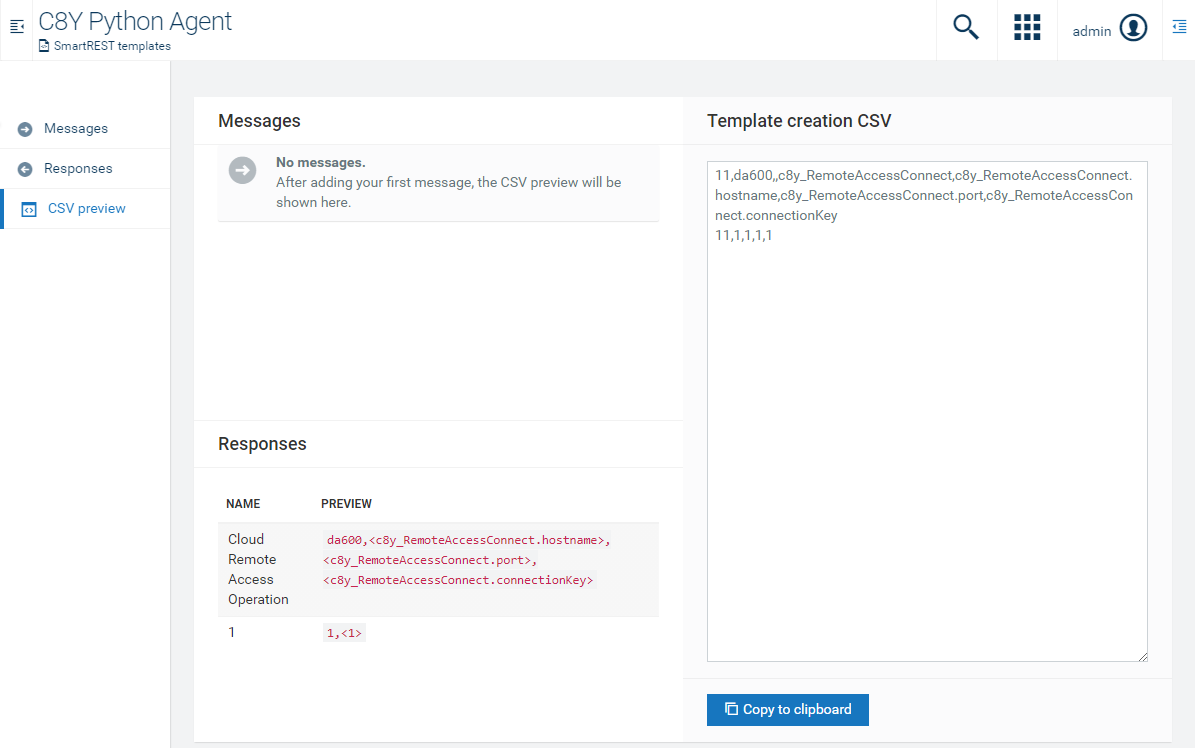 C8Y Python Agent
SmartREST templates
admin
Messages
Responses
CSV preview
Messages
No messages.
After adding your first message, the CSV preview will be
shown here.
Responses
NAME PREVIEW
Cloud
Remote
Access
Operation
da600,<c8y_RemoteAccessConnect.hostname>,
<c8y_RemoteAccessConnect.port>,
<c8y_RemoteAccessConnect.connectionKey>
1 1,<1>
Template creation CSV
11,da600,,c8y_RemoteAccessConnect,c8y_RemoteAccessConnect.
hostname,c8y_RemoteAccessConnect.port,c8y_RemoteAccessCon
nect.connectionKey
11,1,1,1,1
Copy to clipboard